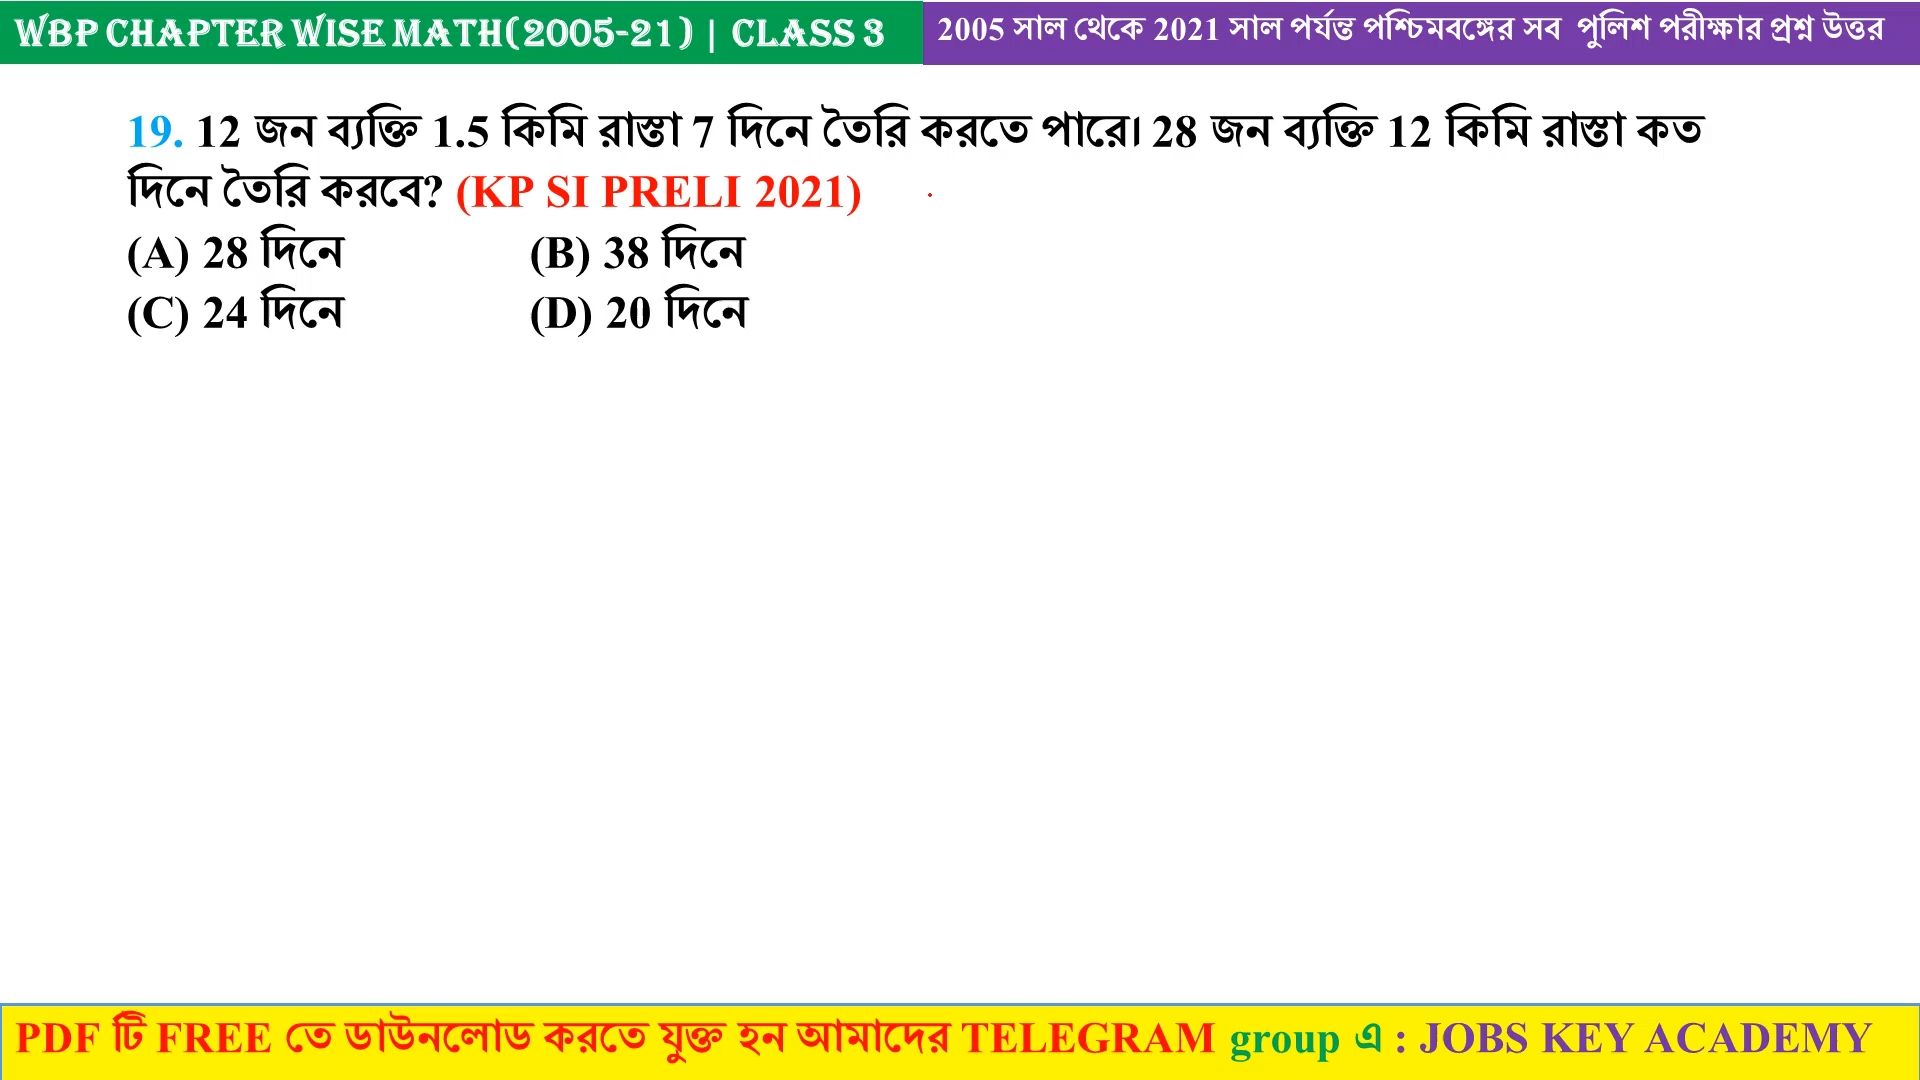 WBP CHAPTER WISE MATH(2005-21) | CLASS 3
2005 সাল থেকে 2021 সাল পর্যন্ত পশ্চিমবঙ্গের সব পুলিশ পরীক্ষার প্রশ্ন উত্তর
19. 12 জন ব্যক্তি 1.5 কিমি রাস্তা 7 দিনে তৈরি করতে পারে। 28 জন ব্যক্তি 12 কিমি রাস্তা কত
দিনে তৈরি করবে? (KP SI PRELI 2021)
(A) 28 দিনে (B) 38 দিনে
(C) 24 দিনে (D) 20 দিনে
PDF টি FREE তে ডাউনলোড করতে যুক্ত হন আমাদের TELEGRAM group এ : JOBS KEY ACADEMY